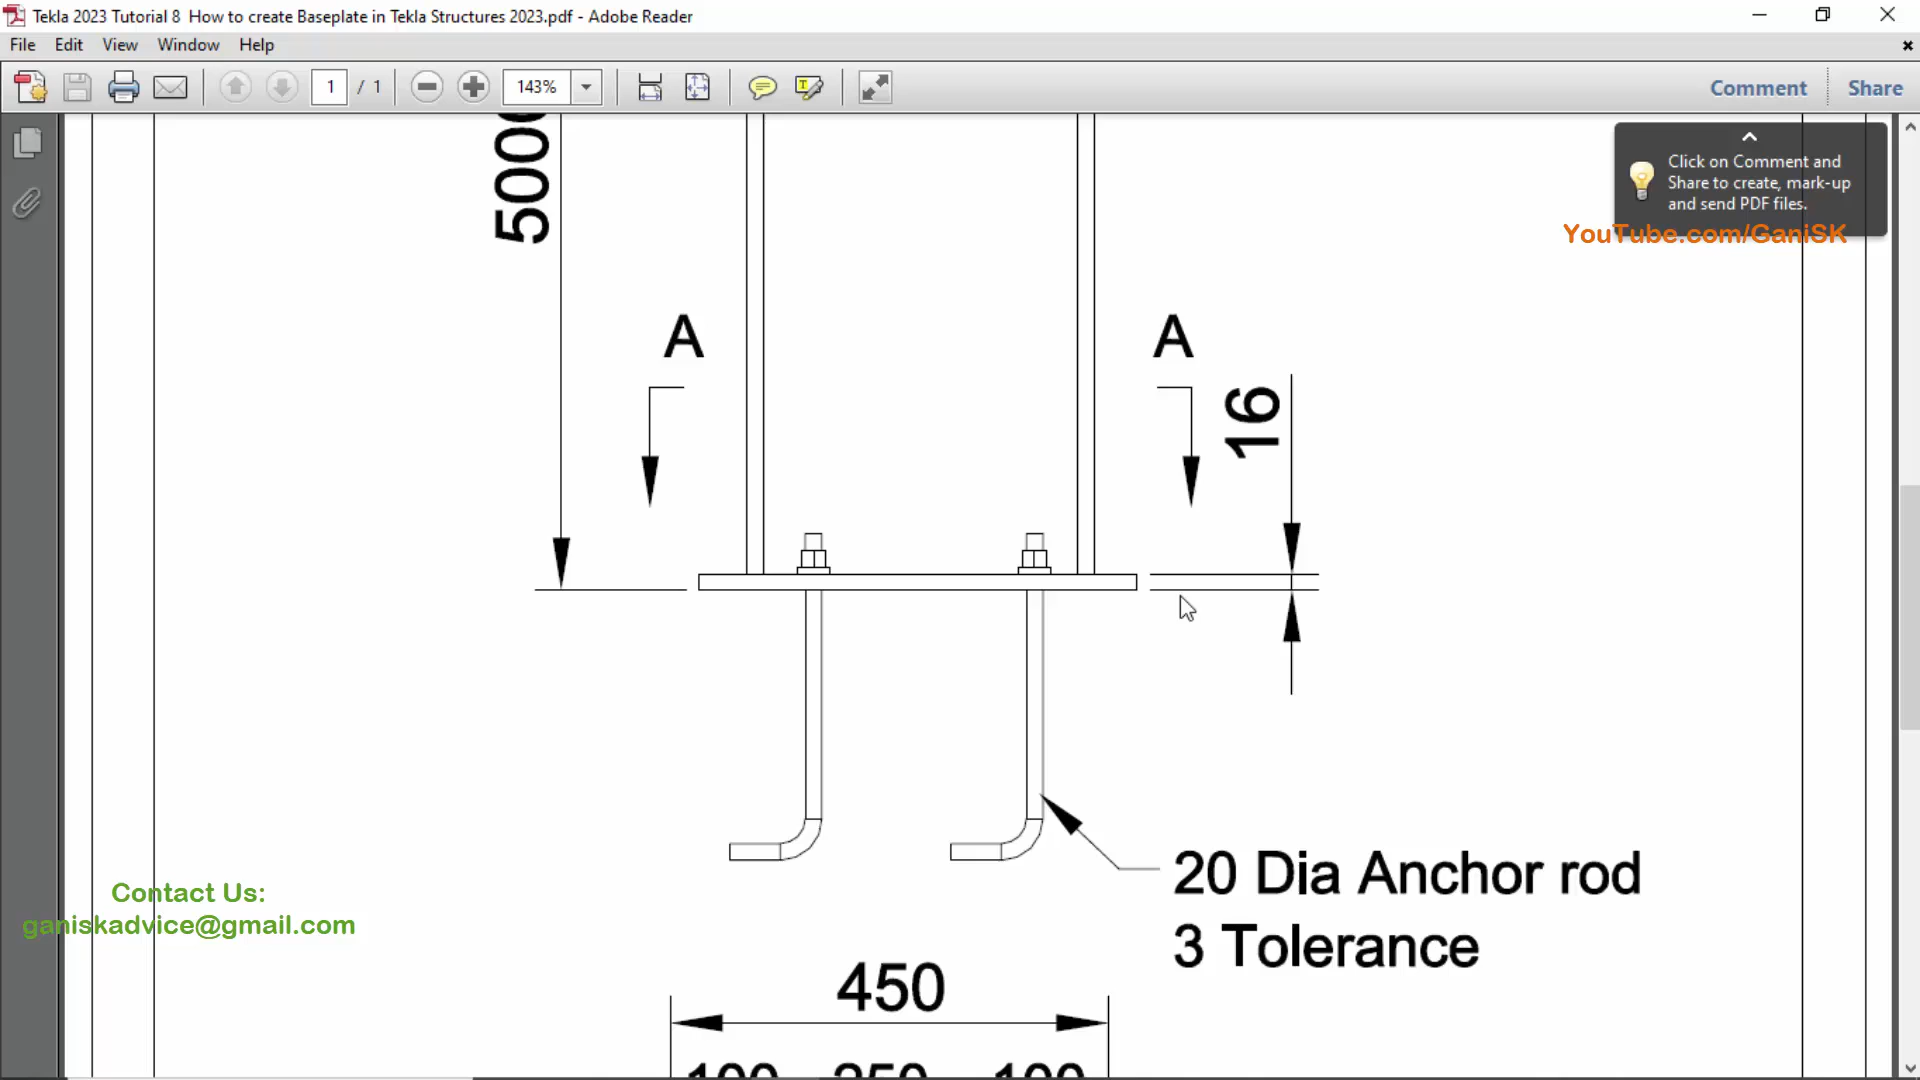 Tekla 2023 Tutorial 8 How to create Baseplate in Tekla Structures 2023.pdf - Adobe Reader
File Edit View Window Help
1 / 1 143% Comment Share
Click on Comment and
Share to create, mark-up
and send PDF files.
YouTube.com/GaniSK
A A
16
20 Dia Anchor rod
3 Tolerance
Contact Us:
ganiskadvice@gmail.com
450